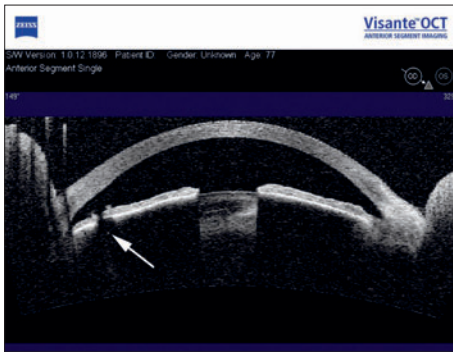 ZEISS
Visante™OCT
ANTERIOR SEGMENT IMAGING
S/W Version 1.0.12.1896 Patient ID Gender Unknown Age 77
Anterior Segment Single
OD
OS
149°